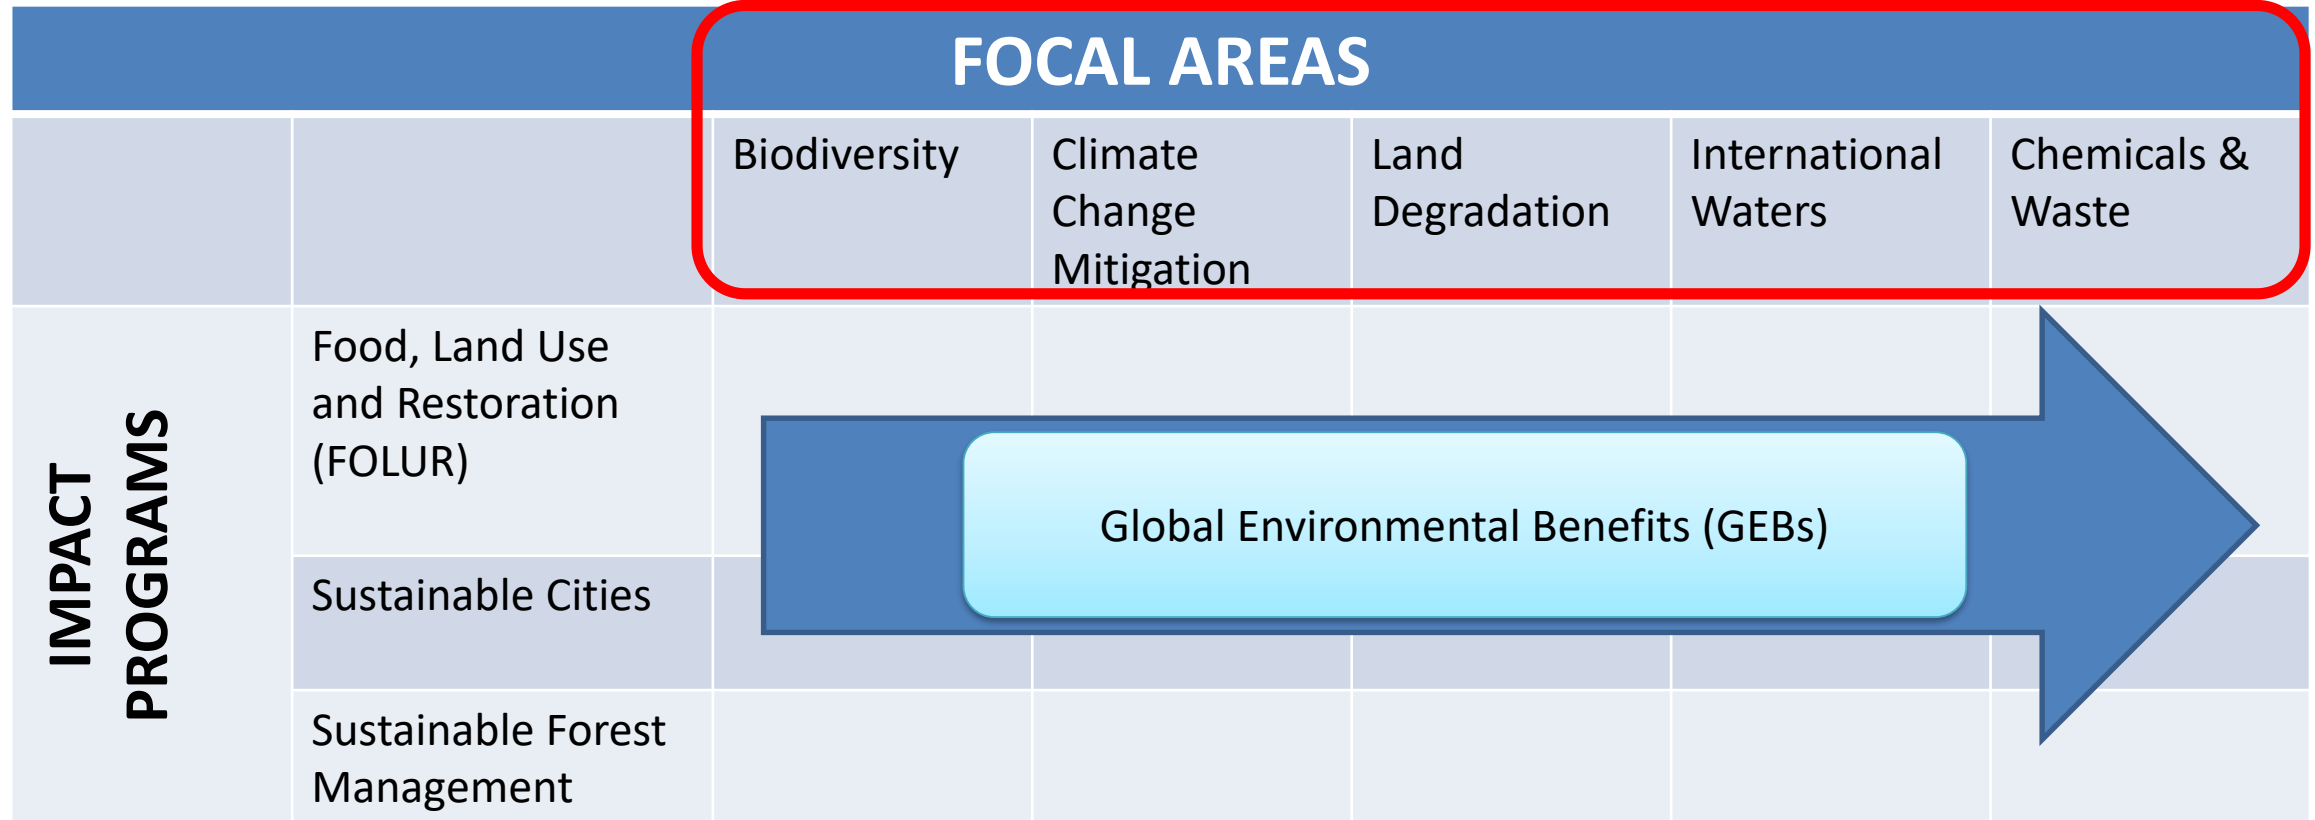 FOCAL AREAS
Biodiversity
Climate
Change
Mitigation
Land
Degradation
International
Waters
Chemicals &
Waste
IMPACT
PROGRAMS
Food, Land Use
and Restoration
(FOLUR)
Global Environmental Benefits (GEBs)
Sustainable Cities
Sustainable Forest
Management